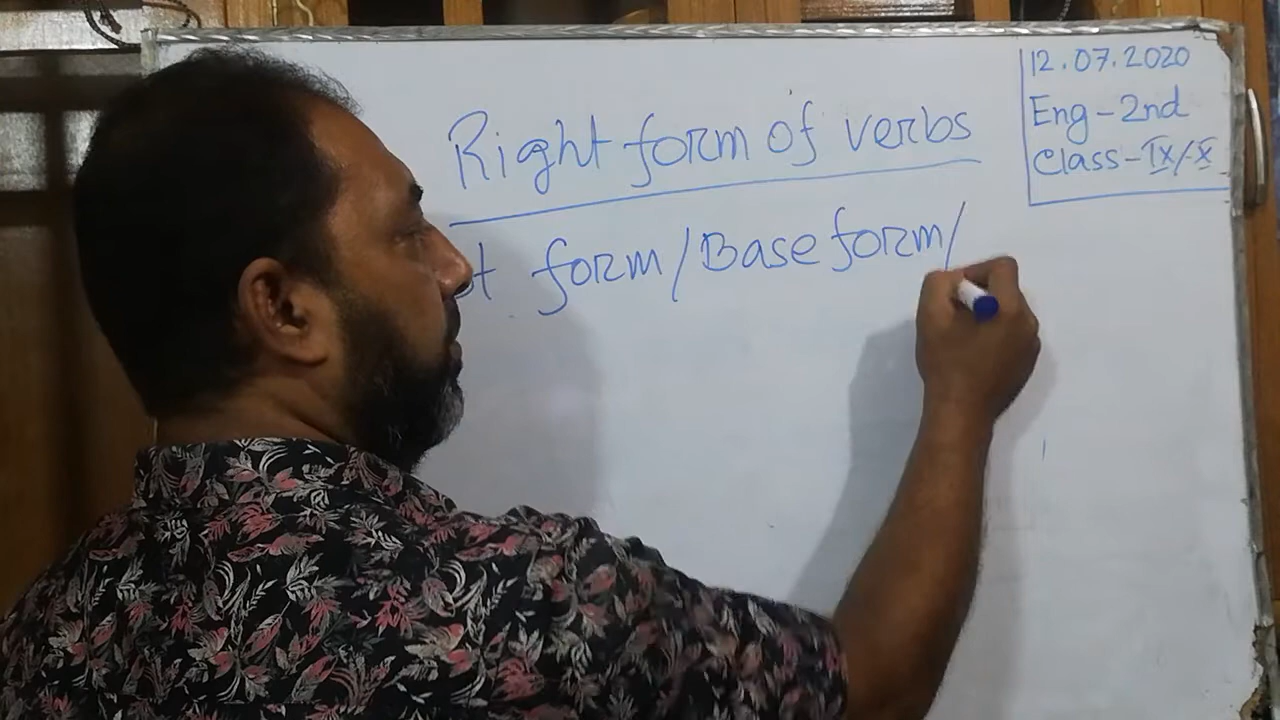 Right form of verbs
form/Base form/
12.07.2020
Eng-2nd
Class-IX/X